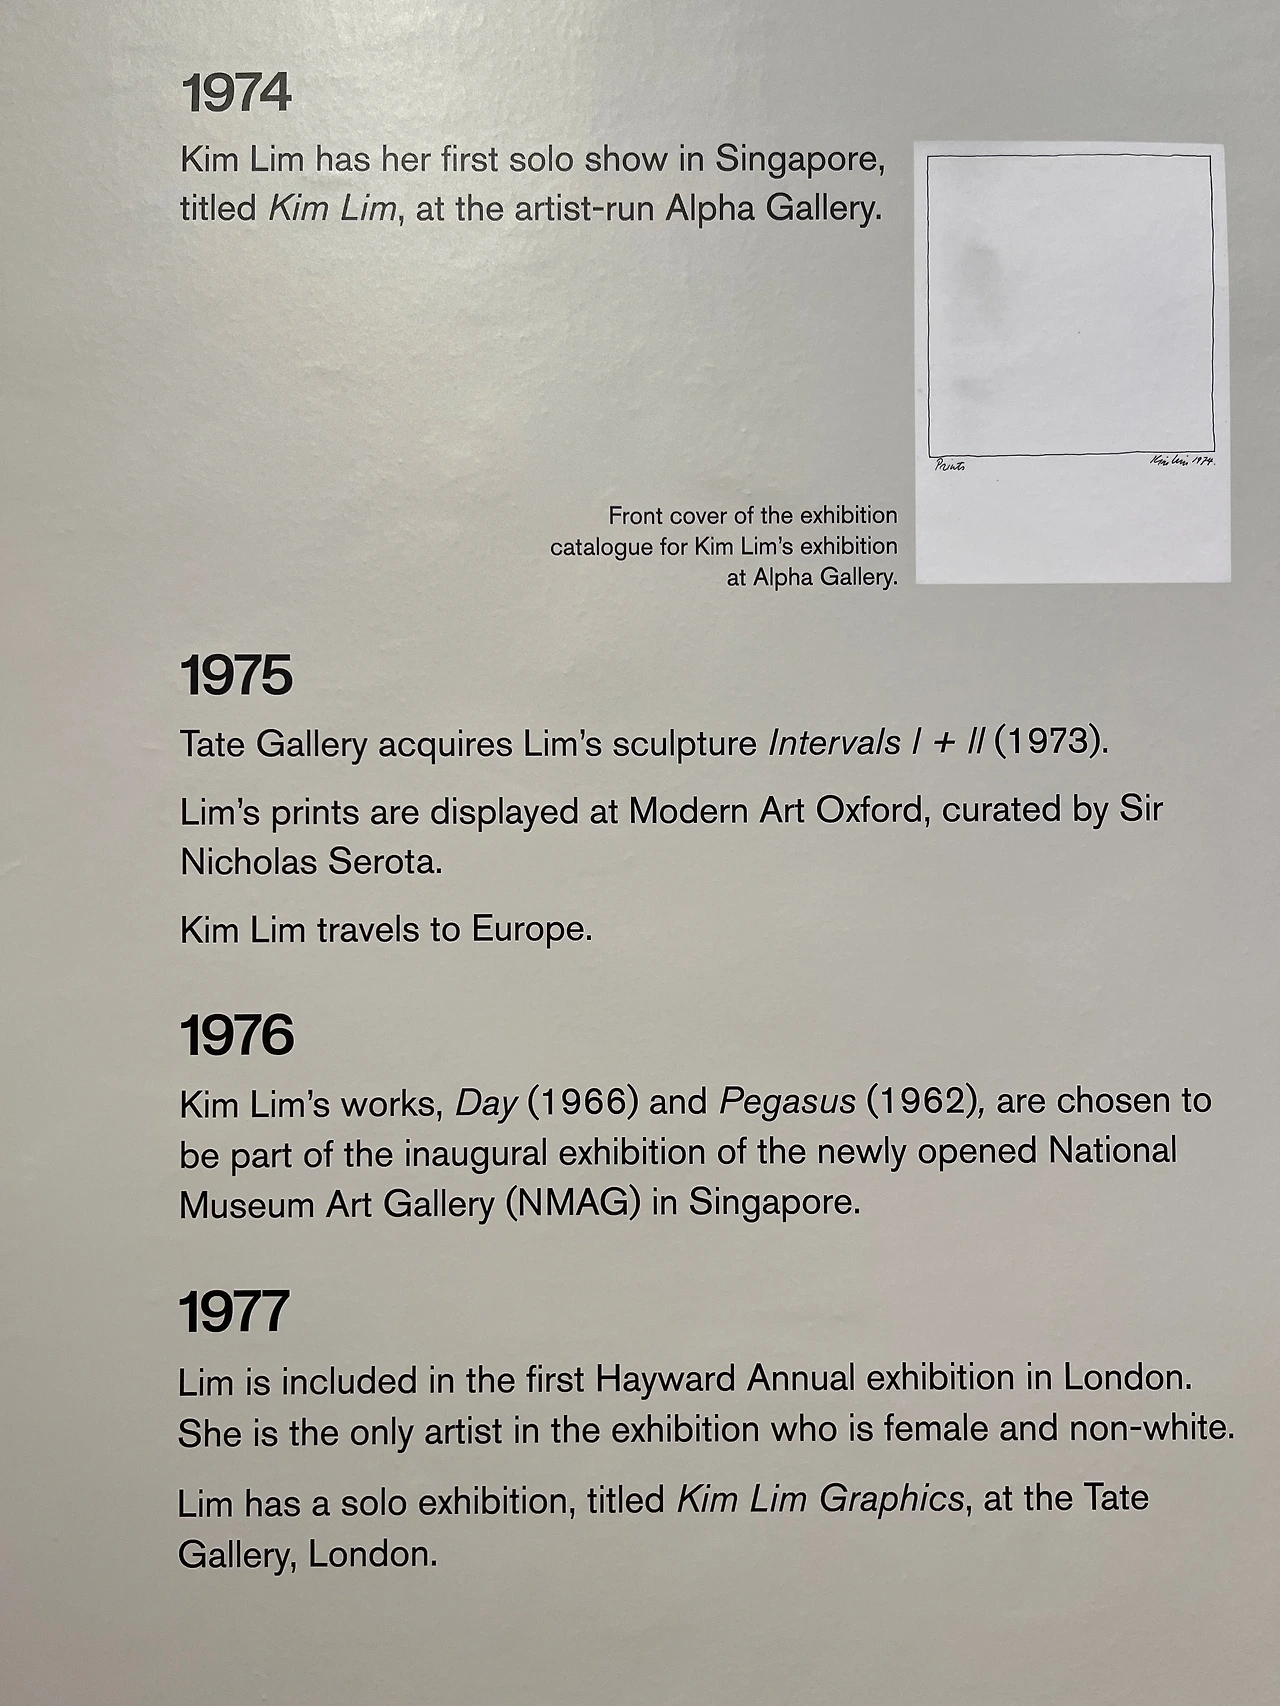 1974
Kim Lim has her first solo show in Singapore,
titled Kim Lim, at the artist-run Alpha Gallery.
Prints
Kim Lim 1974.
Front cover of the exhibition
catalogue for Kim Lim's exhibition
at Alpha Gallery.
1975
Tate Gallery acquires Lim's sculpture Intervals I + II (1973).
Lim's prints are displayed at Modern Art Oxford, curated by Sir
Nicholas Serota.
Kim Lim travels to Europe.
1976
Kim Lim's works, Day (1966) and Pegasus (1962), are chosen to
be part of the inaugural exhibition of the newly opened National
Museum Art Gallery (NMAG) in Singapore.
1977
Lim is included in the first Hayward Annual exhibition in London.
She is the only artist in the exhibition who is female and non-white.
Lim has a solo exhibition, titled Kim Lim Graphics, at the Tate
Gallery, London.